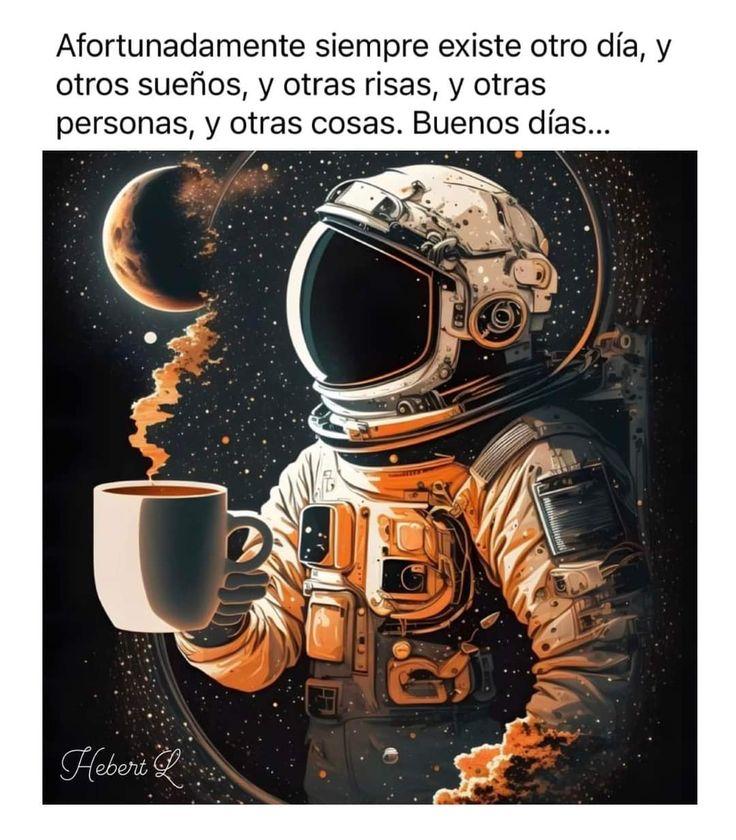 Afortunadamente siempre existe otro día, y
otros sueños, y otras risas, y otras
personas, y otras cosas. Buenos días...
Hebert L